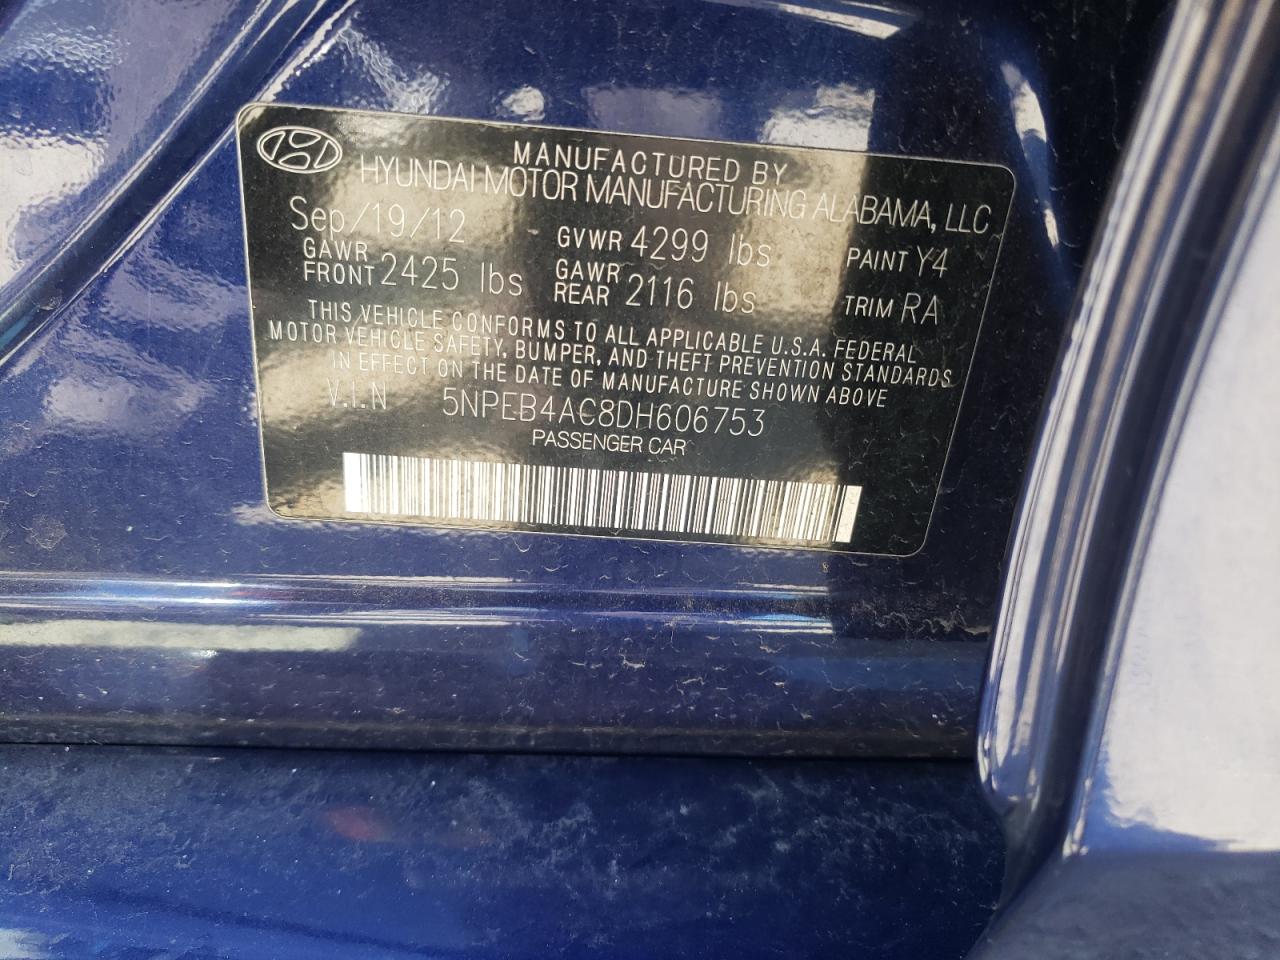 MANUFACTURED BY
HYUNDAI MOTOR MANUFACTURING ALABAMA, LLC
Sep/19/12 GVWR 4299 lbs PAINT Y4
GAWR FRONT 2425 lbs GAWR REAR 2116 lbs TRIM RA
THIS VEHICLE CONFORMS TO ALL APPLICABLE U.S.A. FEDERAL
MOTOR VEHICLE SAFETY, BUMPER, AND THEFT PREVENTION STANDARDS
IN EFFECT ON THE DATE OF MANUFACTURE SHOWN ABOVE
V.I.N 5NPEB4AC8DH606753
PASSENGER CAR